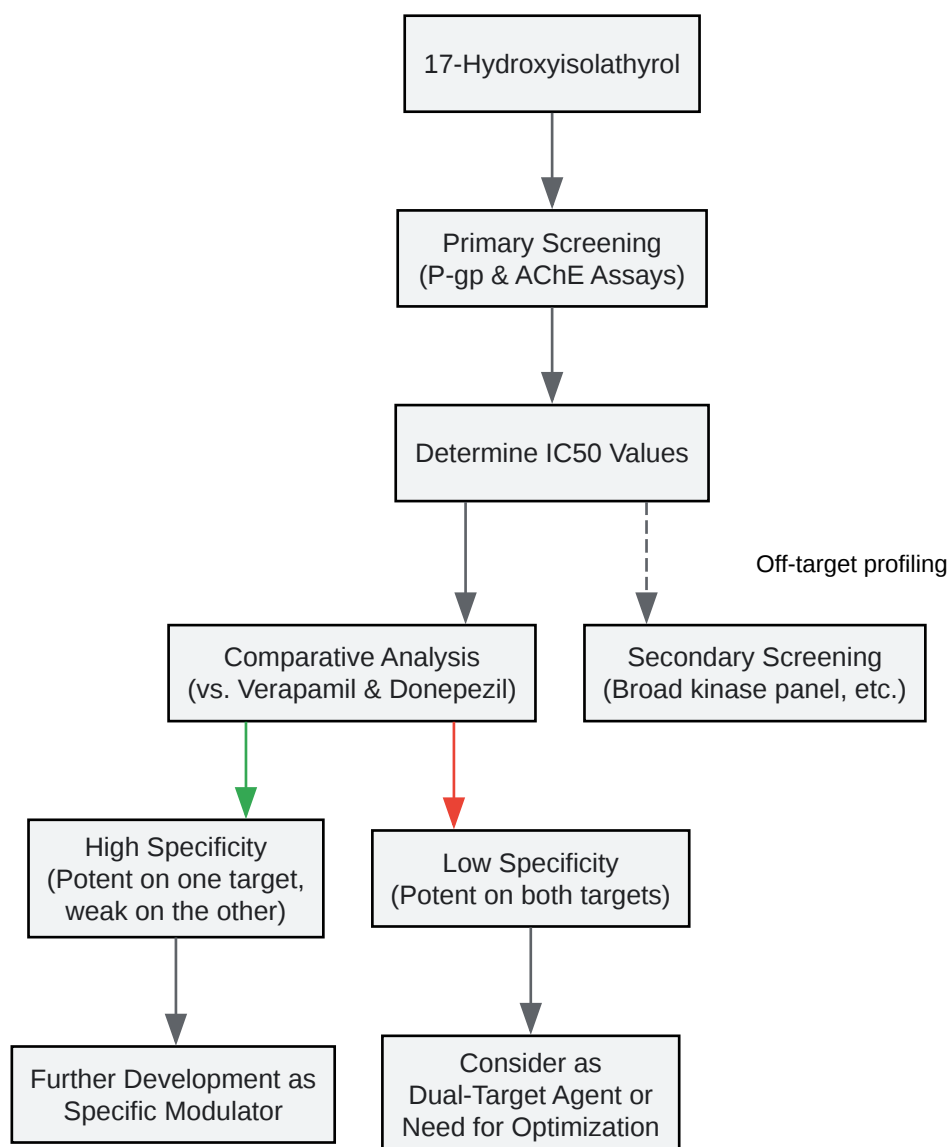 17-Hydroxyisolathyrol
Primary Screening
(P-gp & AChE Assays)
Determine IC50 Values
Off-target profiling
Comparative Analysis
(vs. Verapamil & Donepezil)
Secondary Screening
(Broad kinase panel, etc.)
High Specificity
(Potent on one target,
weak on the other)
Low Specificity
(Potent on both targets)
Further Development as
Specific Modulator
Consider as
Dual-Target Agent or
Need for Optimization